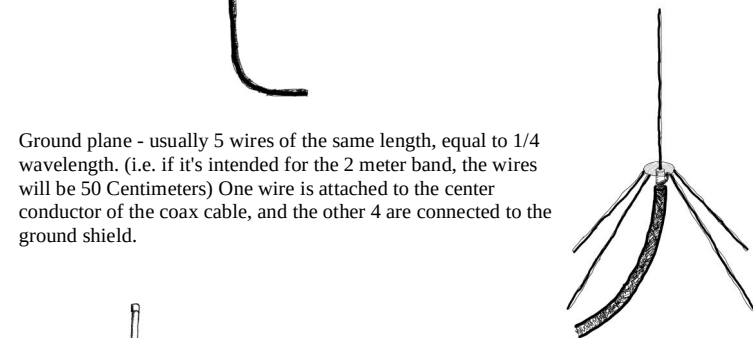 Ground plane - usually 5 wires of the same length, equal to 1/4
wavelength. (i.e. if it's intended for the 2 meter band, the wires
will be 50 Centimeters) One wire is attached to the center
conductor of the coax cable, and the other 4 are connected to the
ground shield.